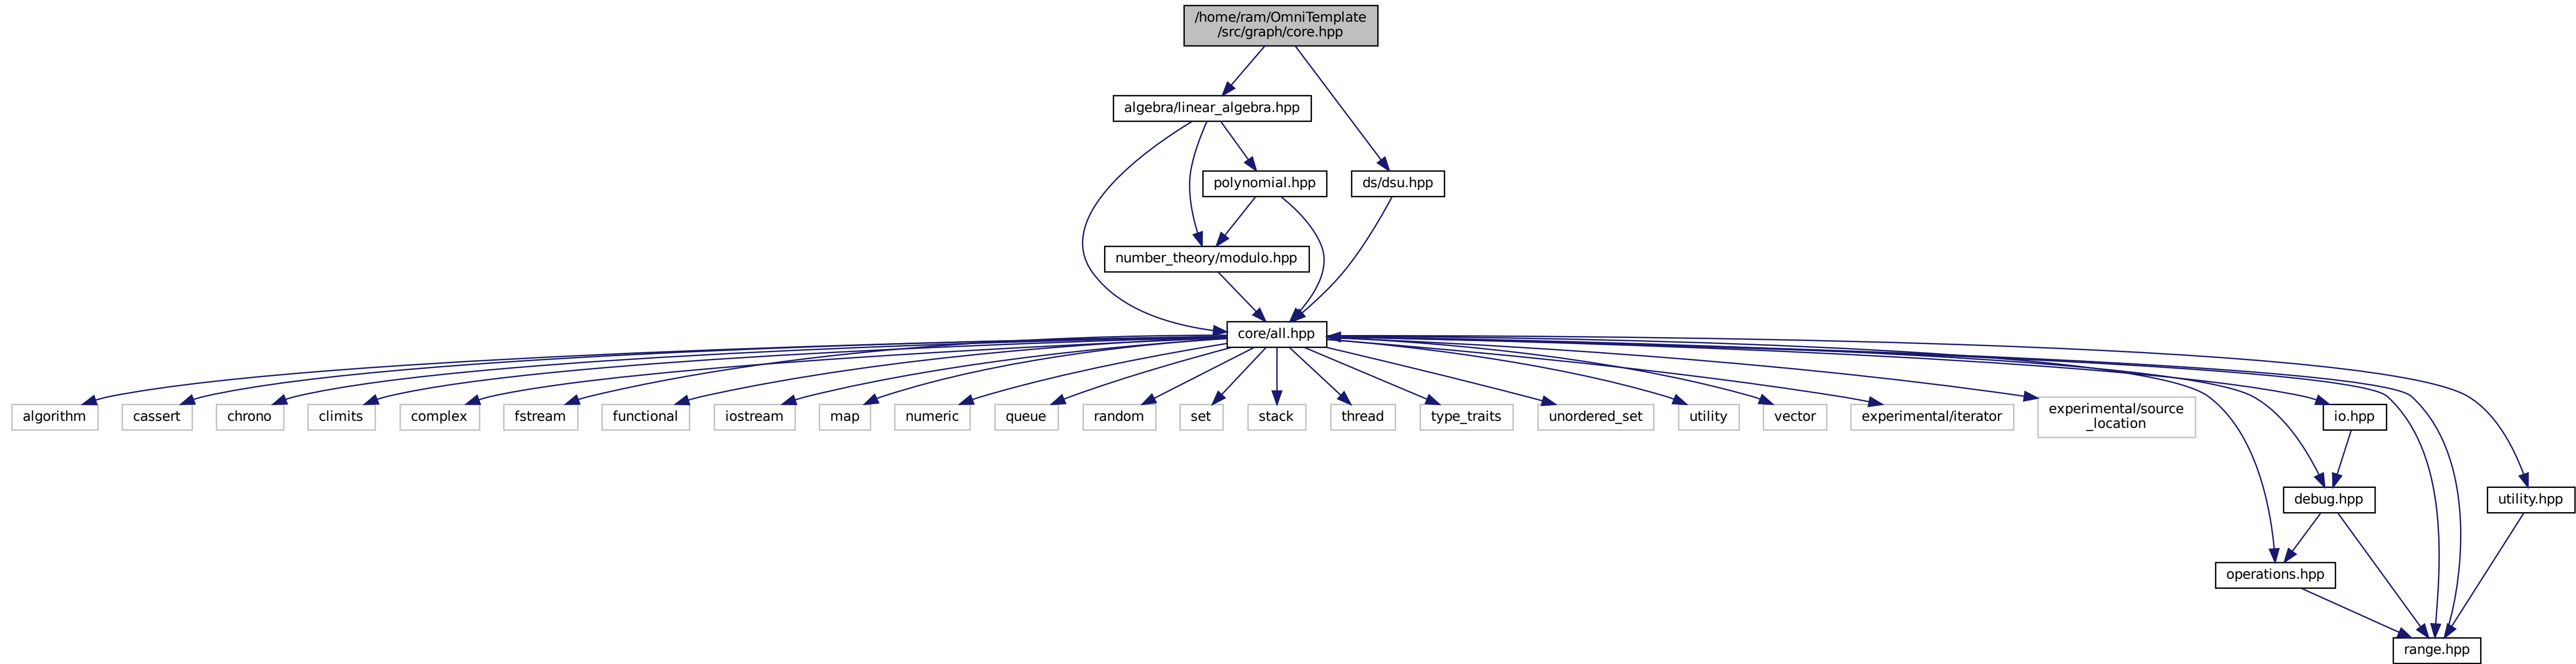 /home/ram/OmniTemplate
/src/graph/core.hpp
algebra/linear_algebra.hpp
polynomial.hpp
ds/dsu.hpp
number_theory/modulo.hpp
core/all.hpp
algorithm
cassert
chrono
climits
complex
fstream
functional
iostream
map
numeric
queue
random
set
stack
thread
type_traits
unordered_set
utility
vector
experimental/iterator
experimental/source
_location
io.hpp
debug.hpp
utility.hpp
operations.hpp
range.hpp